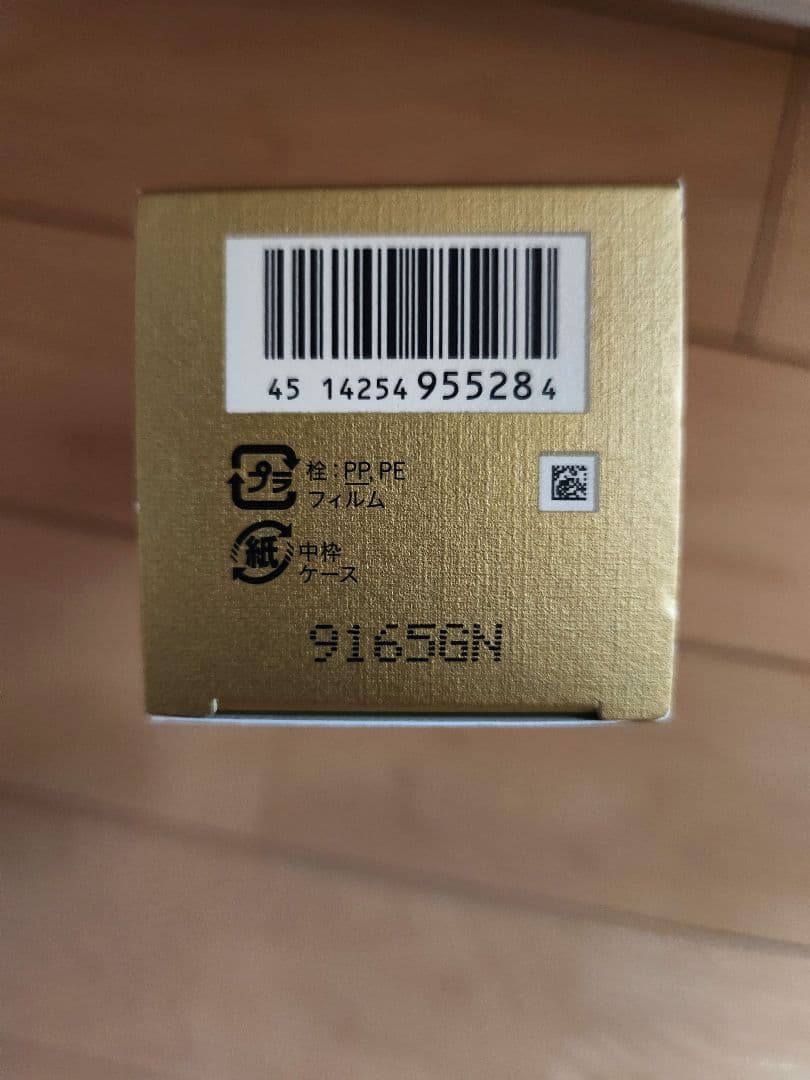 45 14254 95528 4
プラ 栓：PP, PE
フィルム
紙 中枠
ケース
9165GN